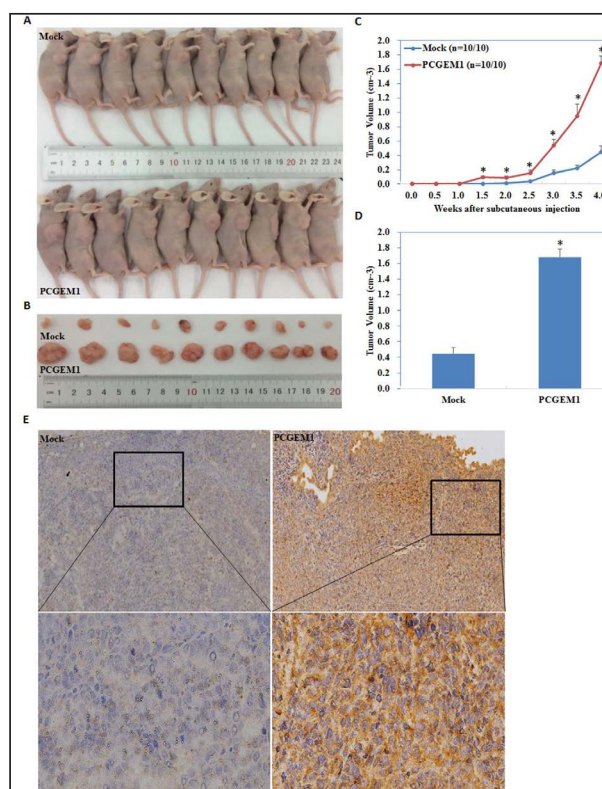 A
Mock
1 2 3 4 5 6 7 8 9 10 11 12 13 14 15 16 17 18 19 20 21 22 23 24
PCGEM1
B
Mock
PCGEM1
1 2 3 4 5 6 7 8 9 10 11 12 13 14 15 16 17 18 19 20
C
Mock (n=10/10)
PCGEM1 (n=10/10)
Tumor Volume (cm-3)
2.0
1.8
1.6
1.4
1.2
1.0
0.8
0.6
0.4
0.2
0.0
* * * * * *
0.0 0.5 1.0 1.5 2.0 2.5 3.0 3.5 4.0
Weeks after subcutaneous injection
D
Tumor Volume (cm-3)
2.0
1.8
1.6
1.4
1.2
1.0
0.8
0.6
0.4
0.2
0.0
*
Mock PCGEM1
E
Mock PCGEM1